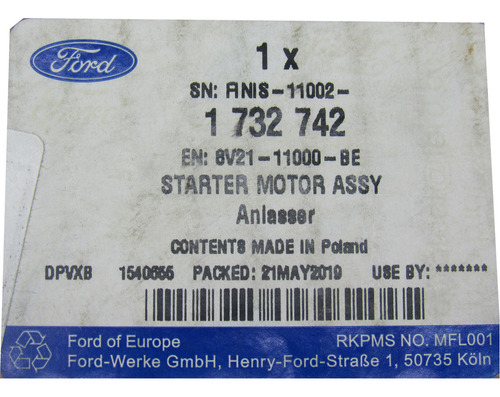 Ford
1 x
SN: FINIS-11002-
1 732 742
EN: 8V21-11000-BE
STARTER MOTOR ASSY
Anlasser
CONTENTS MADE IN Poland
DPVXB 1540655 PACKED: 21MAY2019 USE BY: *******
Ford of Europe RKPMS NO. MFL001
Ford-Werke GmbH, Henry-Ford-Straße 1, 50735 Köln